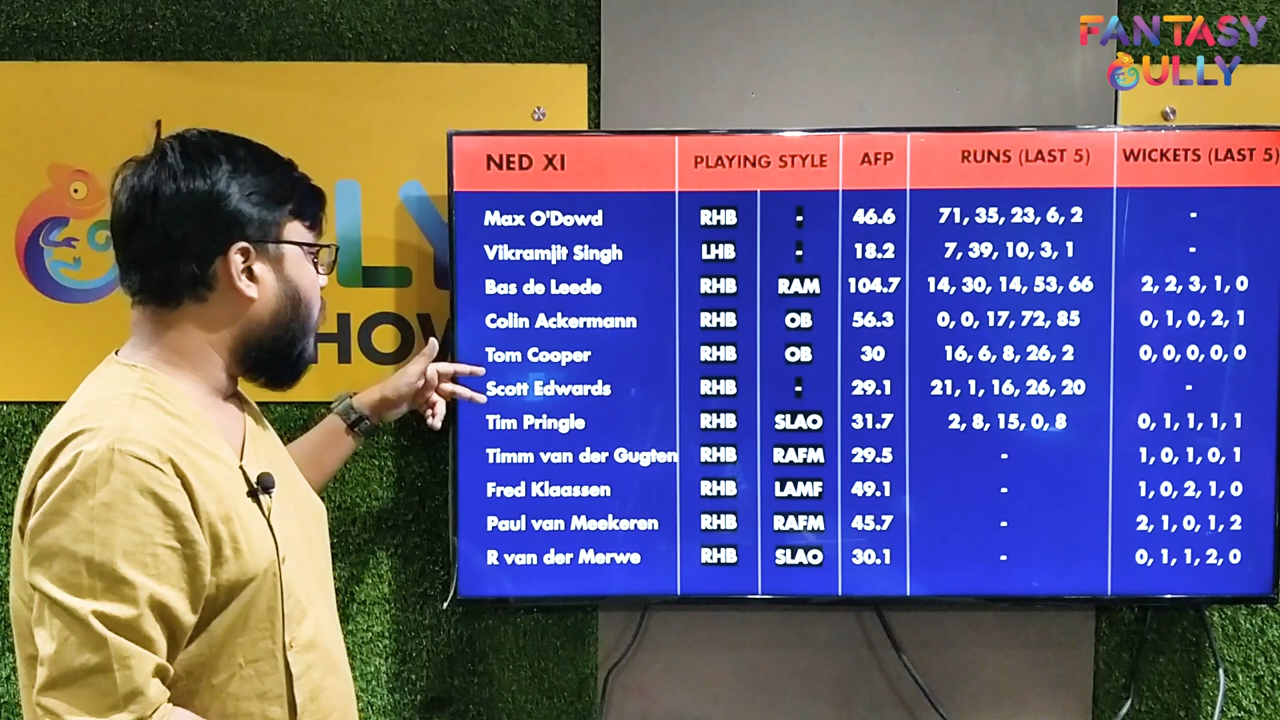 FANTASY
GULLY
LLY
HOW
NED XI PLAYING STYLE AFP RUNS (LAST 5) WICKETS (LAST 5)
Max O'Dowd RHB - 46.6 71, 35, 23, 6, 2 -
Vikramjit Singh LHB - 18.2 7, 39, 10, 3, 1 -
Bas de Leede RHB RAM 104.7 14, 30, 14, 53, 66 2, 2, 3, 1, 0
Colin Ackermann RHB OB 56.3 0, 0, 17, 72, 85 0, 1, 0, 2, 1
Tom Cooper RHB OB 30 16, 6, 8, 26, 2 0, 0, 0, 0, 0
Scott Edwards RHB - 29.1 21, 1, 16, 26, 20 -
Tim Pringle RHB SLAO 31.7 2, 8, 15, 0, 8 0, 1, 1, 1, 1
Timm van der Gugten RHB RAFM 29.5 - 1, 0, 1, 0, 1
Fred Klaassen RHB LAMF 49.1 - 1, 0, 2, 1, 0
Paul van Meekeren RHB RAFM 45.7 - 2, 1, 0, 1, 2
R van der Merwe RHB SLAO 30.1 - 0, 1, 1, 2, 0